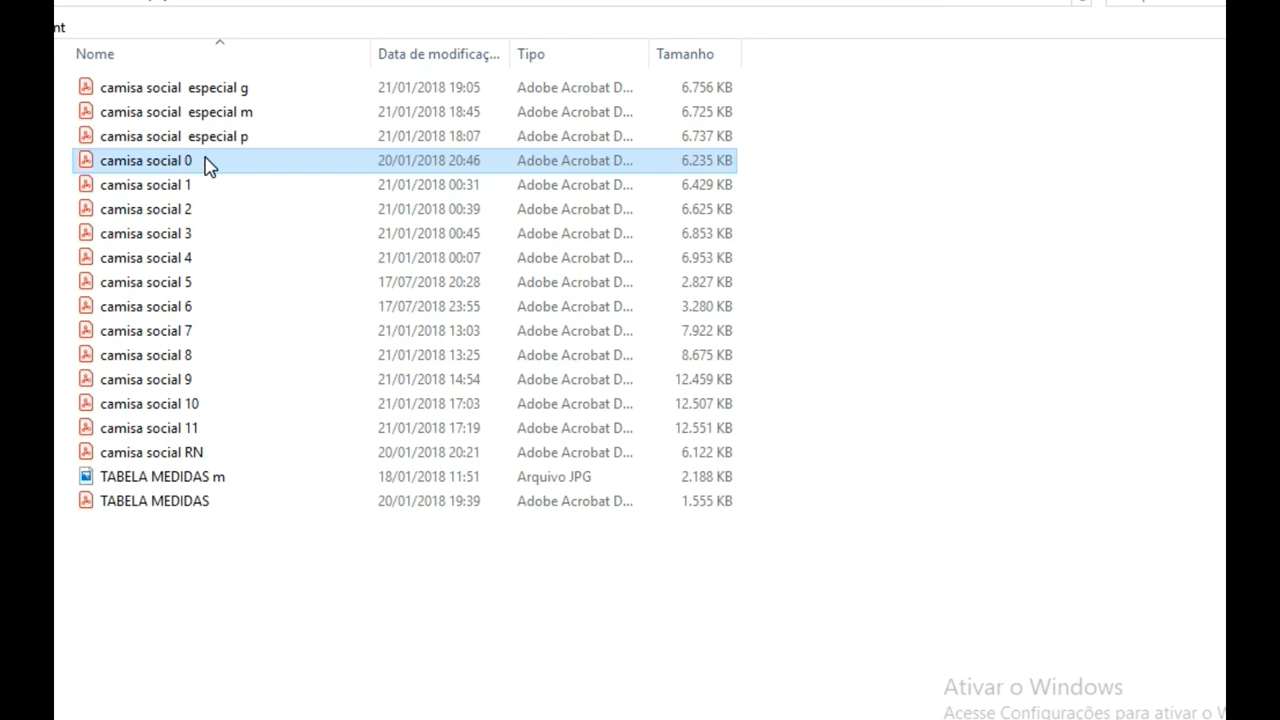 nt
Nome Data de modificaç... Tipo Tamanho
camisa social  especial g 21/01/2018 19:05 Adobe Acrobat D... 6.756 KB
camisa social  especial m 21/01/2018 18:45 Adobe Acrobat D... 6.725 KB
camisa social  especial p 21/01/2018 18:07 Adobe Acrobat D... 6.737 KB
camisa social 0 20/01/2018 20:46 Adobe Acrobat D... 6.235 KB
camisa social 1 21/01/2018 00:31 Adobe Acrobat D... 6.429 KB
camisa social 2 21/01/2018 00:39 Adobe Acrobat D... 6.625 KB
camisa social 3 21/01/2018 00:45 Adobe Acrobat D... 6.853 KB
camisa social 4 21/01/2018 00:07 Adobe Acrobat D... 6.953 KB
camisa social 5 17/07/2018 20:28 Adobe Acrobat D... 2.827 KB
camisa social 6 17/07/2018 23:55 Adobe Acrobat D... 3.280 KB
camisa social 7 21/01/2018 13:03 Adobe Acrobat D... 7.922 KB
camisa social 8 21/01/2018 13:25 Adobe Acrobat D... 8.675 KB
camisa social 9 21/01/2018 14:54 Adobe Acrobat D... 12.459 KB
camisa social 10 21/01/2018 17:03 Adobe Acrobat D... 12.507 KB
camisa social 11 21/01/2018 17:19 Adobe Acrobat D... 12.551 KB
camisa social RN 20/01/2018 20:21 Adobe Acrobat D... 6.122 KB
TABELA MEDIDAS m 18/01/2018 11:51 Arquivo JPG 2.188 KB
TABELA MEDIDAS 20/01/2018 19:39 Adobe Acrobat D... 1.555 KB
Ativar o Windows
Acesse Configurações para ativar o